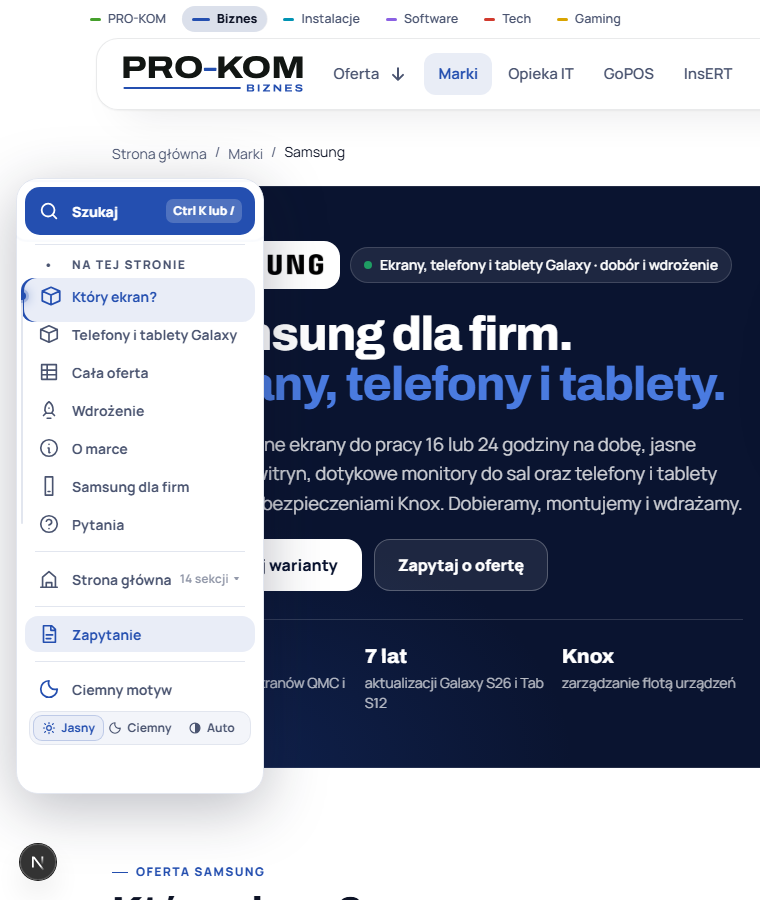 PRO-KOM Biznes Instalacje Software Tech Gaming
PRO-KOM
BIZNES
Oferta Marki Opieka IT GoPOS InsERT
Strona główna / Marki / Samsung
Szukaj Ctrl K lub /
NA TEJ STRONIE
Który ekran?
Telefony i tablety Galaxy
Cała oferta
Wdrożenie
O marce
Samsung dla firm
Pytania
Strona główna 14 sekcji
Zapytanie
Ciemny motyw
Jasny Ciemny Auto
UNG
Ekrany, telefony i tablety Galaxy · dobór i wdrożenie
sung dla firm.
any, telefony i tablety.
ne ekrany do pracy 16 lub 24 godziny na dobę, jasne
vitryn, dotykowe monitory do sal oraz telefony i tablety
bezpieczeniami Knox. Dobieramy, montujemy i wdrażamy.
j warianty Zapytaj o ofertę
ekranów QMC i
7 lat
aktualizacji Galaxy S26 i Tab
S12
Knox
zarządzanie flotą urządzeń
N
OFERTA SAMSUNG